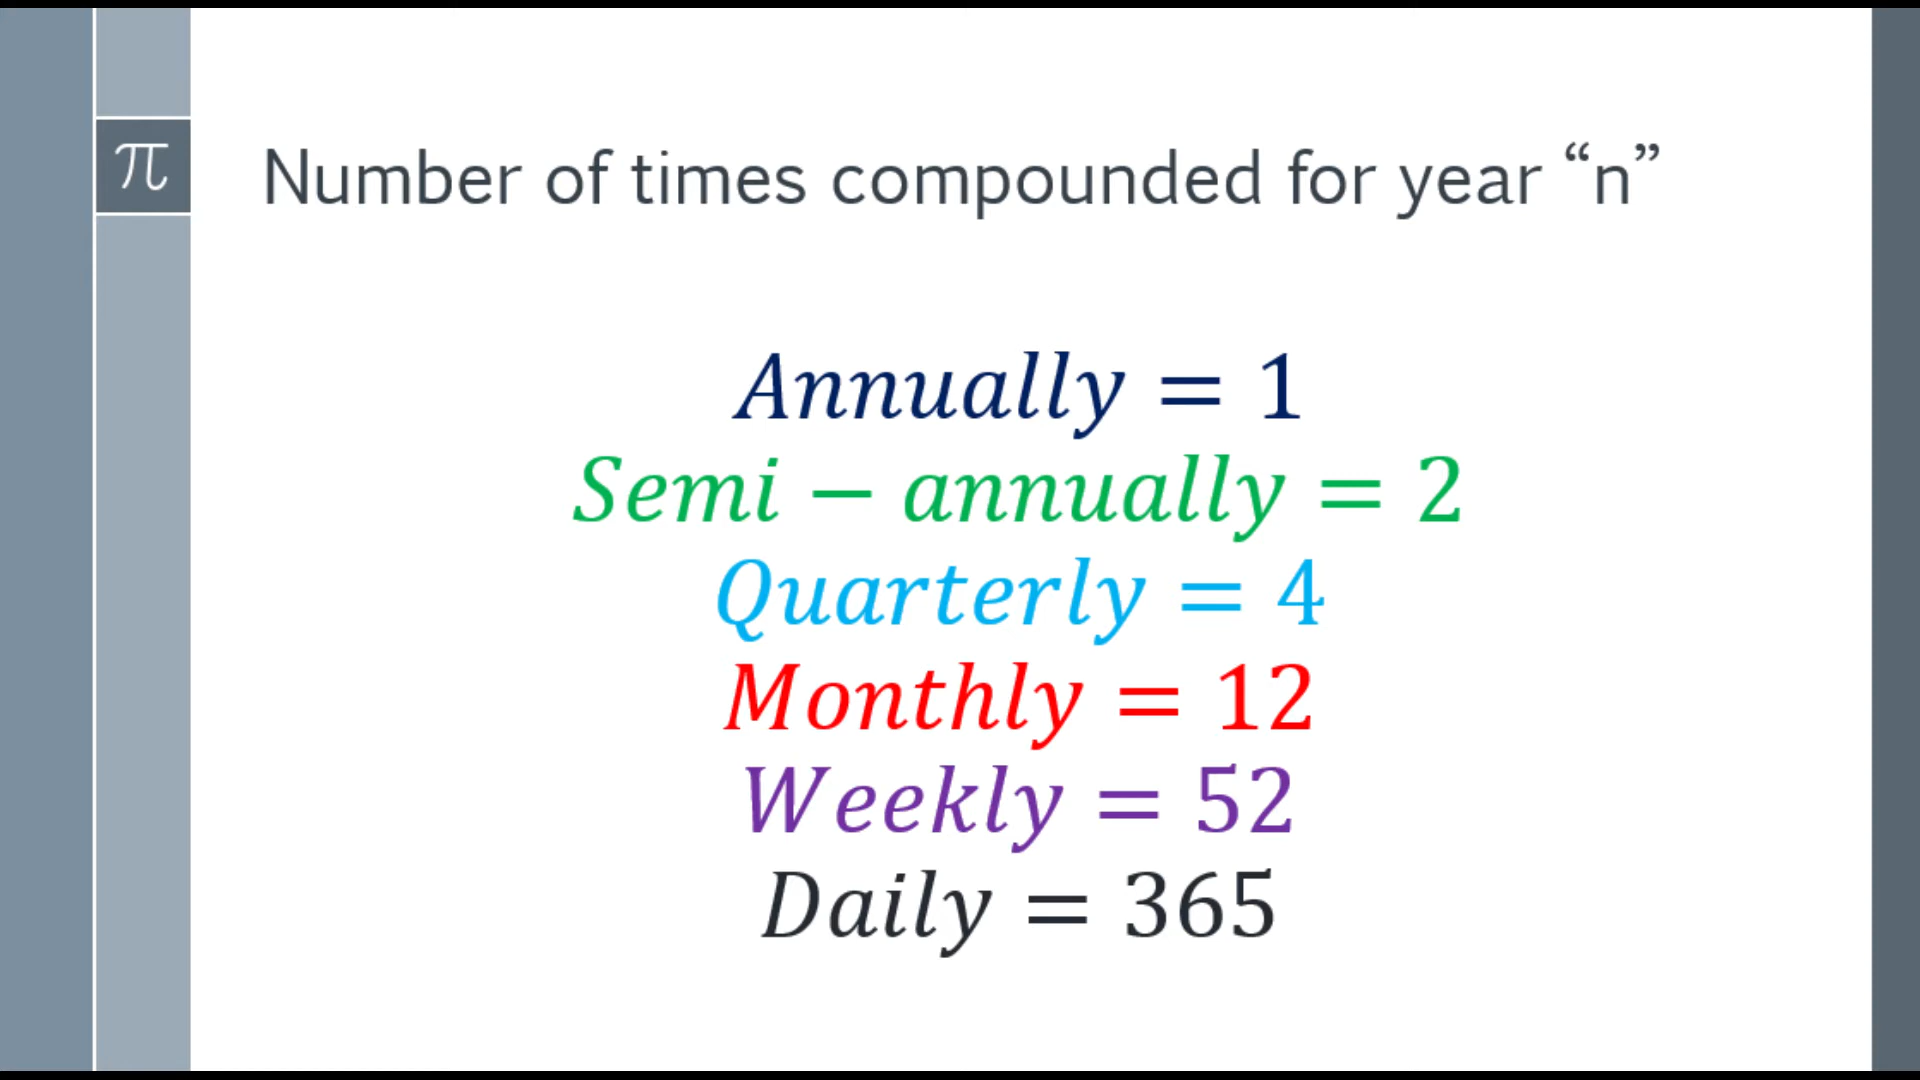 π
Number of times compounded for year “n”
Annually = 1
Semi − annually = 2
Quarterly = 4
Monthly = 12
Weekly = 52
Daily = 365